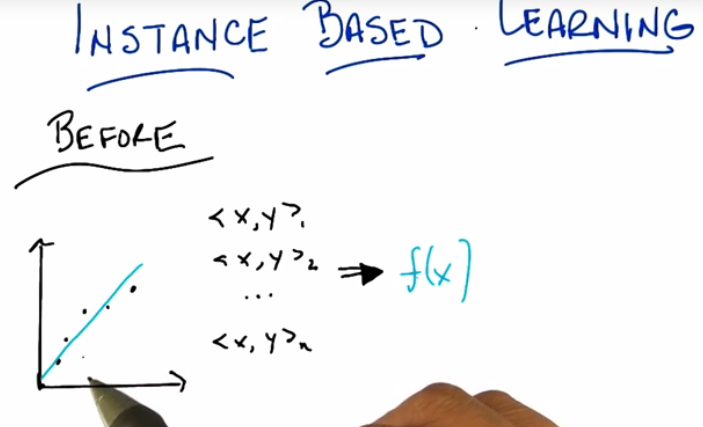 INSTANCE BASED LEARNING
BEFORE
<x,y>₁
<x,y>₂ ⇒ f(x)
...
<x,y>ₙ